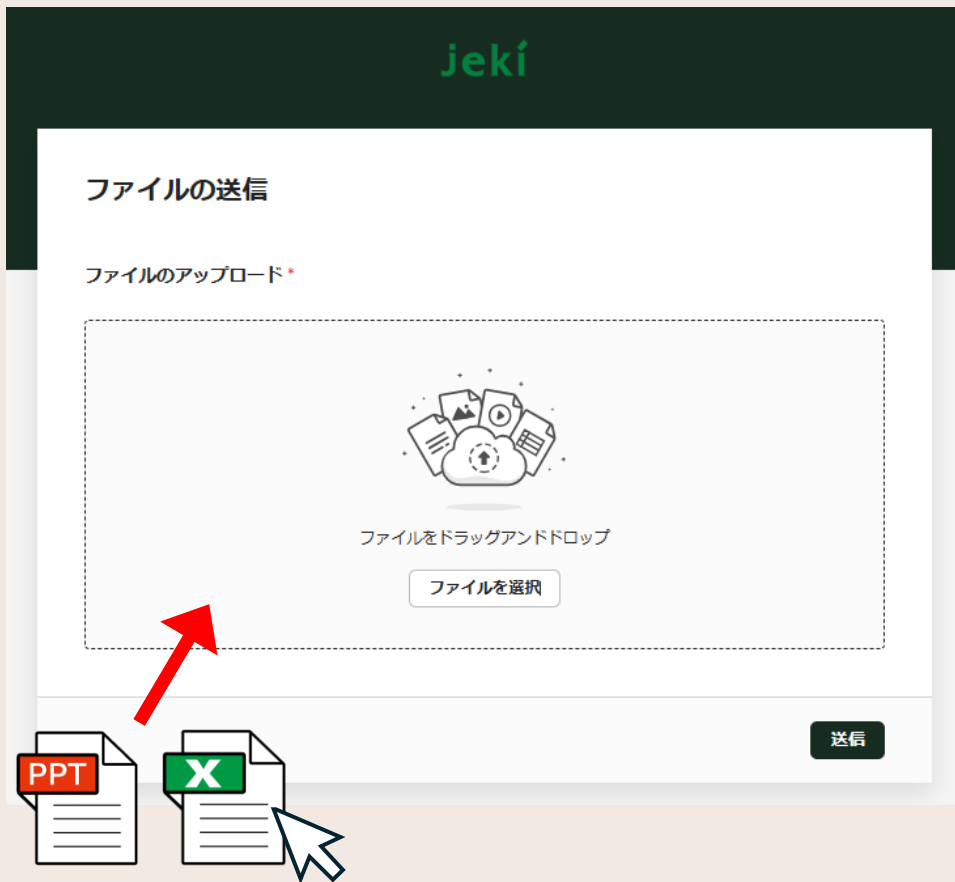 jekí
ファイルの送信
ファイルのアップロード *
ファイルをドラッグアンドドロップ
ファイルを選択
送信
PPT
X